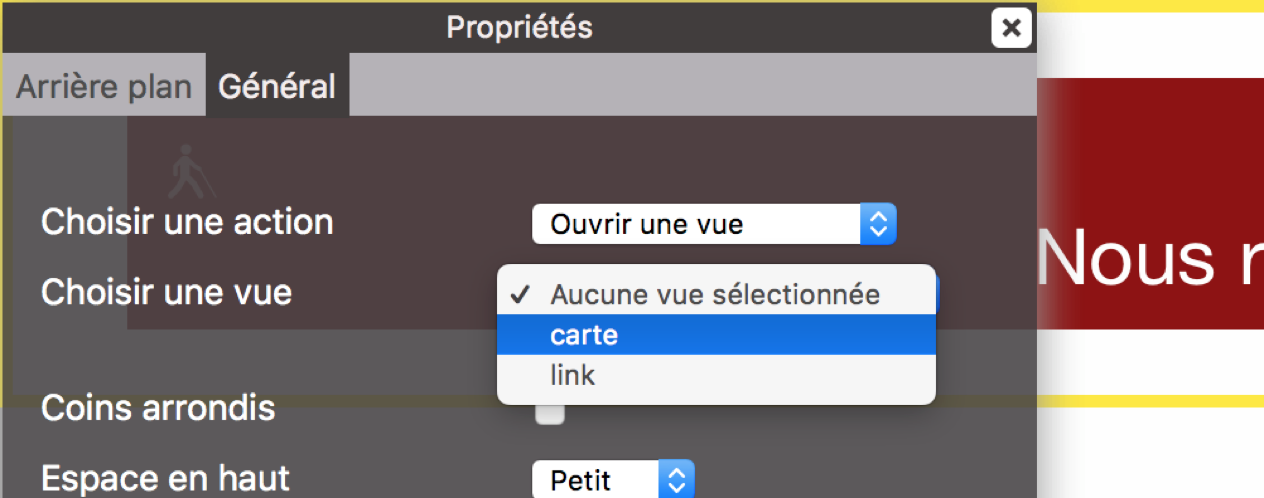 Propriétés
Arrière plan Général
Choisir une action Ouvrir une vue
Nous
Choisir une vue Aucune vue sélectionnée
carte
link
Coins arrondis
Espace en haut Petit